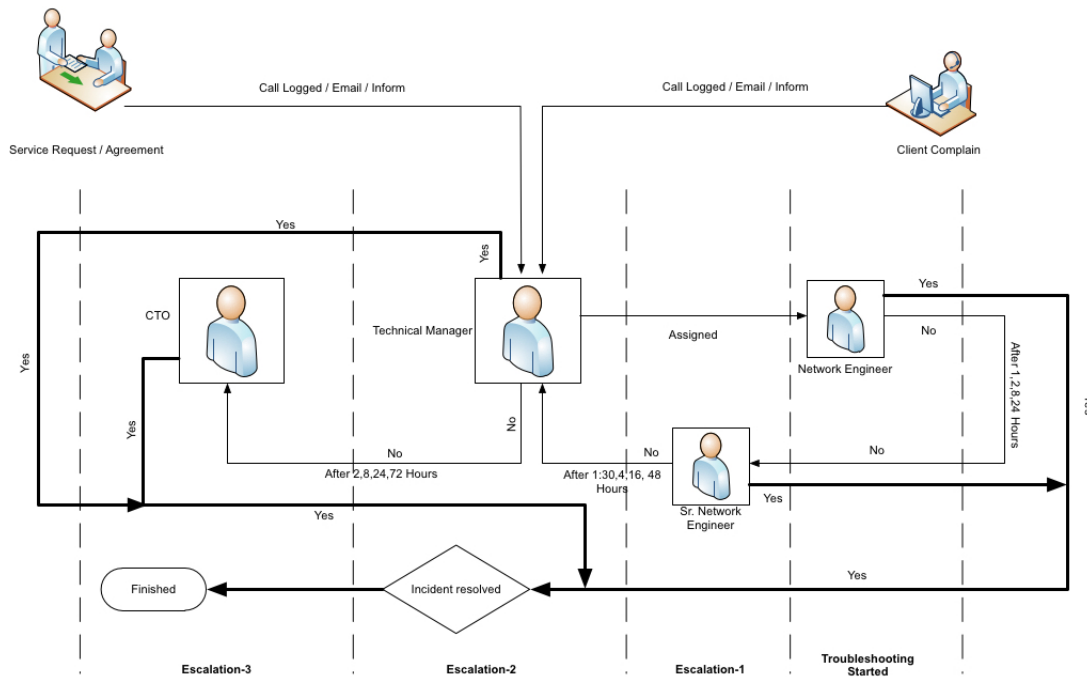 Call Logged / Email / Inform
Call Logged / Email / Inform
Service Request / Agreement
Client Complain
Yes
Yes
Yes
CTO
Technical Manager
Assigned
No
Network Engineer
After 1,2,8,24 Hours
Yes
Yes
Yes
No
No
After 2,8,24,72 Hours
No
After 1:30,4,16, 48
Hours
No
Yes
Sr. Network
Engineer
Yes
Yes
Finished
Incident resolved
Escalation-3
Escalation-2
Escalation-1
Troubleshooting
Started